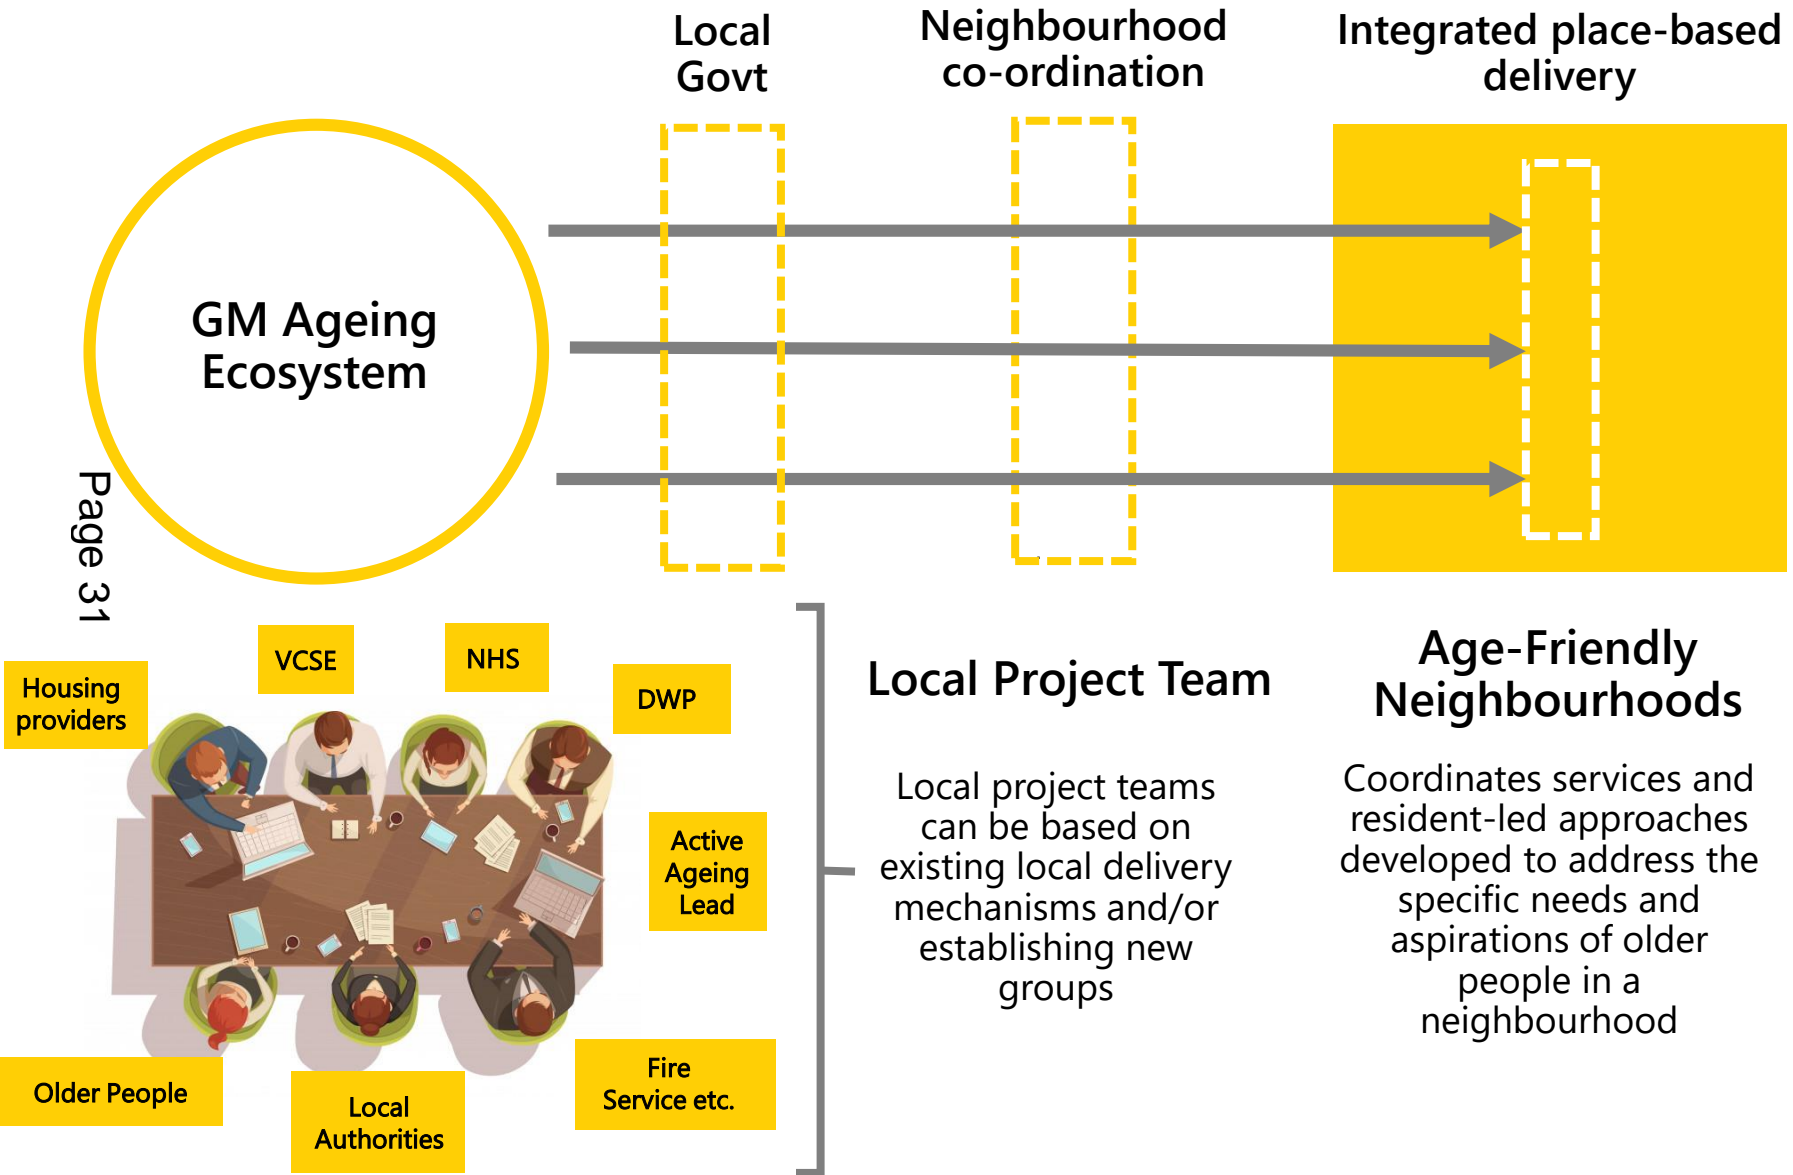 Local
Govt
Neighbourhood
co-ordination
Integrated place-based
delivery
GM Ageing
Ecosystem
Page 31
Housing
providers
VCSE
NHS
DWP
Active
Ageing
Lead
Older People
Local
Authorities
Fire
Service etc.
Local Project Team
Local project teams
can be based on
existing local delivery
mechanisms and/or
establishing new
groups
Age-Friendly
Neighbourhoods
Coordinates services and
resident-led approaches
developed to address the
specific needs and
aspirations of older
people in a
neighbourhood